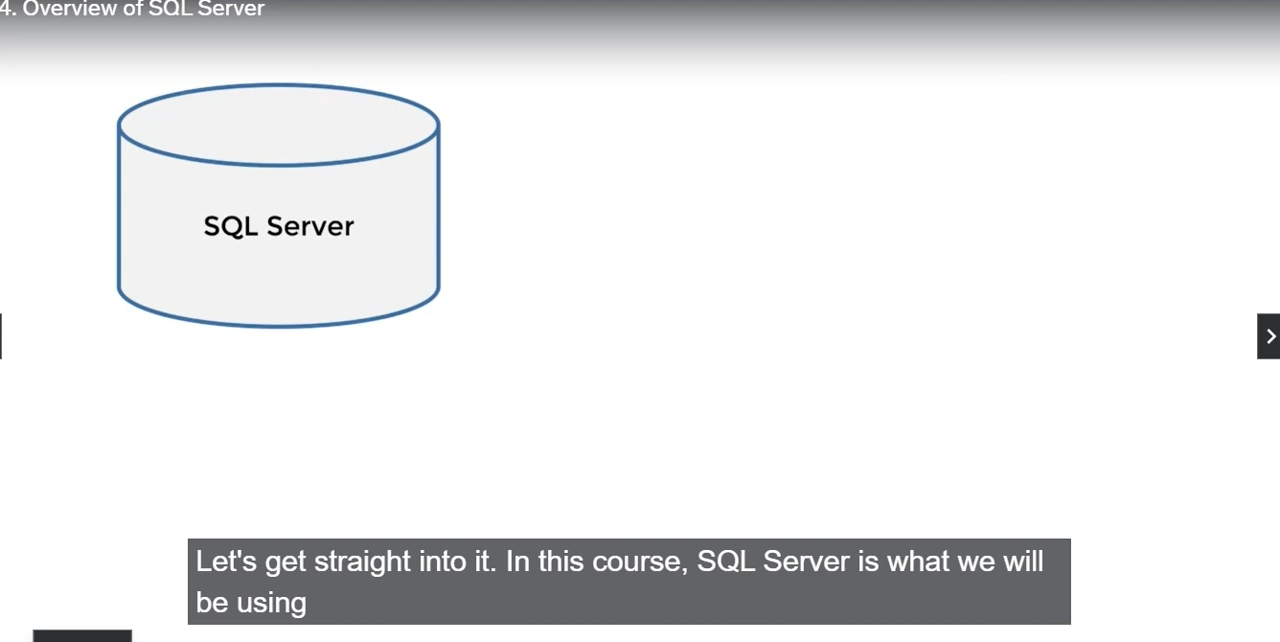 4. Overview of SQL Server
SQL Server
Let's get straight into it. In this course, SQL Server is what we will
be using